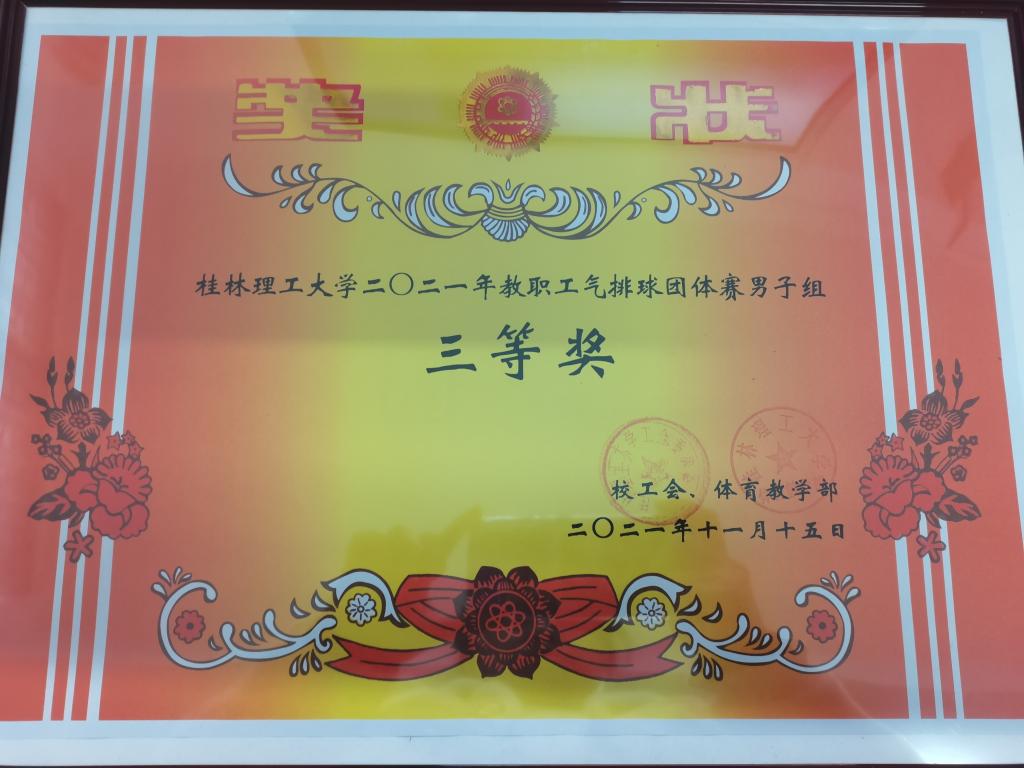 奖状
桂林理工大学二〇二一年教职工气排球团体赛男子组
三等奖
校工会、体育教学部
二〇二一年十一月十五日